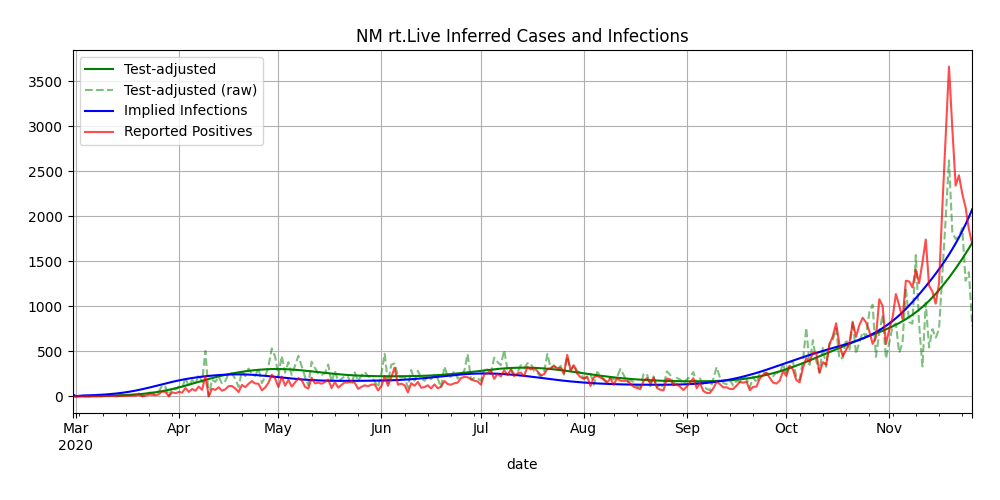 NM rt.Live Inferred Cases and Infections
Test-adjusted
Test-adjusted (raw)
Implied Infections
Reported Positives
3500
3000
2500
2000
1500
1000
500
0
Mar Apr May Jun Jul Aug Sep Oct Nov
2020
date